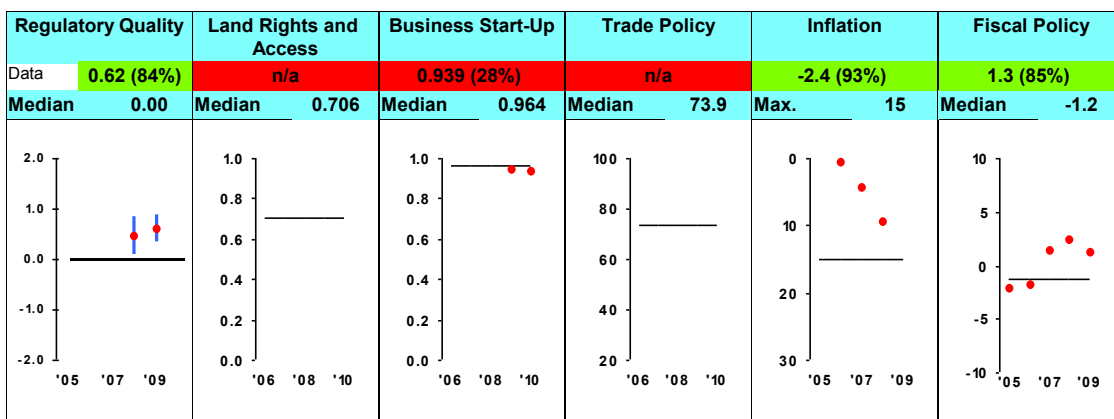 Regulatory Quality
Land Rights and
Access
Business Start-Up
Trade Policy
Inflation
Fiscal Policy
Data 0.62 (84%)
n/a
0.939 (28%)
n/a
-2.4 (93%)
1.3 (85%)
Median 0.00
Median 0.706
Median 0.964
Median 73.9
Max. 15
Median -1.2
2.0
1.0
0.0
-1.0
-2.0
'05 '07 '09
1.0
0.8
0.6
0.4
0.2
0.0
'06 '08 '10
1.0
0.8
0.6
0.4
0.2
0.0
'06 '08 '10
100
80
60
40
20
'06 '08 '10
0
10
20
30
'05 '07 '09
10
5
0
-5
-10
'05 '07 '09